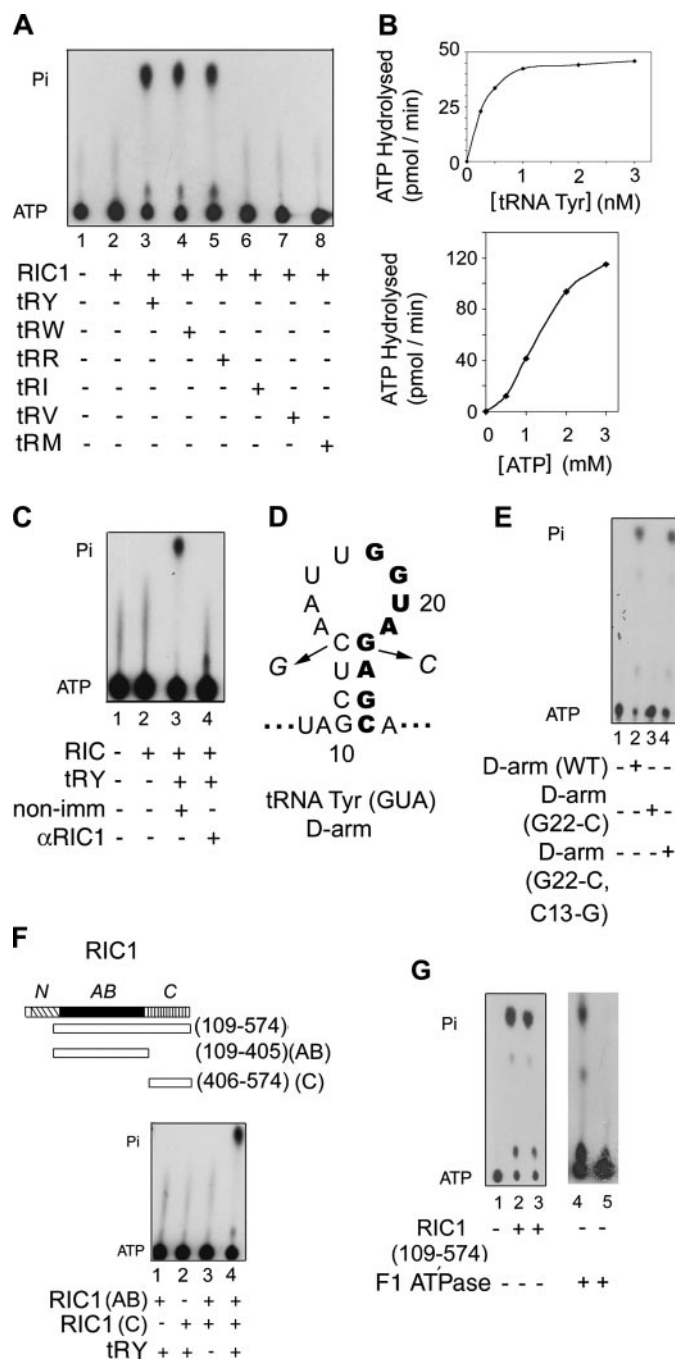 A
Pi
ATP
1 2 3 4 5 6 7 8
RIC1 - + + + + + + +
tRY - - + - - - - -
tRW - - - + - - - -
tRR - - - - + - - -
tRI - - - - - + - -
tRV - - - - - - + -
tRM - - - - - - - +
B
ATP Hydrolysed
(pmol / min)
50
25
0
0 1 2 3
[tRNA Tyr] (nM)
ATP Hydrolysed
(pmol / min)
120
80
40
0
0 1 2 3
[ATP] (mM)
C
Pi
ATP
1 2 3 4
RIC - + + +
tRY - - + +
non-imm - - + -
αRIC1 - - - +
D
U G
U G
A U 20
A A
C G
G C
U A
C G
···UAGCA···
10
tRNA Tyr (GUA)
D-arm
E
Pi
ATP
1 2 3 4
D-arm (WT) - + - -
D-arm - - + -
(G22-C)
D-arm - - - +
(G22-C,
C13-G)
F
RIC1
N AB C
(109-574)
(109-405)(AB)
(406-574) (C)
Pi
ATP
1 2 3 4
RIC1 (AB) + - + +
RIC1 (C) - + + +
tRY + + - +
G
Pi
ATP
1 2 3 4 5
RIC1 - + + - -
(109-574)
F1 ATPase - - - + +